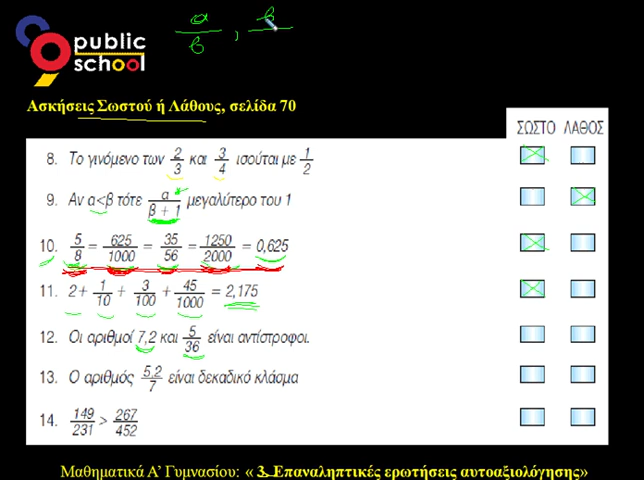 α/β , β
public
school
Ασκήσεις Σωστού ή Λάθους, σελίδα 70
ΣΩΣΤΟ ΛΑΘΟΣ
8. Το γινόμενο των 2/3 και 3/4 ισούται με 1/2
9. Αν α<β τότε α/β + 1 μεγαλύτερο του 1
10. 5/8 = 625/1000 = 35/56 = 1250/2000 = 0,625
11. 2+ 1/10 + 3/100 + 45/1000 = 2,175
12. Οι αριθμοί 7,2 και 5/36 είναι αντίστροφοι.
13. Ο αριθμός 5,2/7 είναι δεκαδικό κλάσμα
14. 149/231 > 267/452
Μαθηματικά Α' Γυμνασίου: « 3. Επαναληπτικές ερωτήσεις αυτοαξιολόγησης»